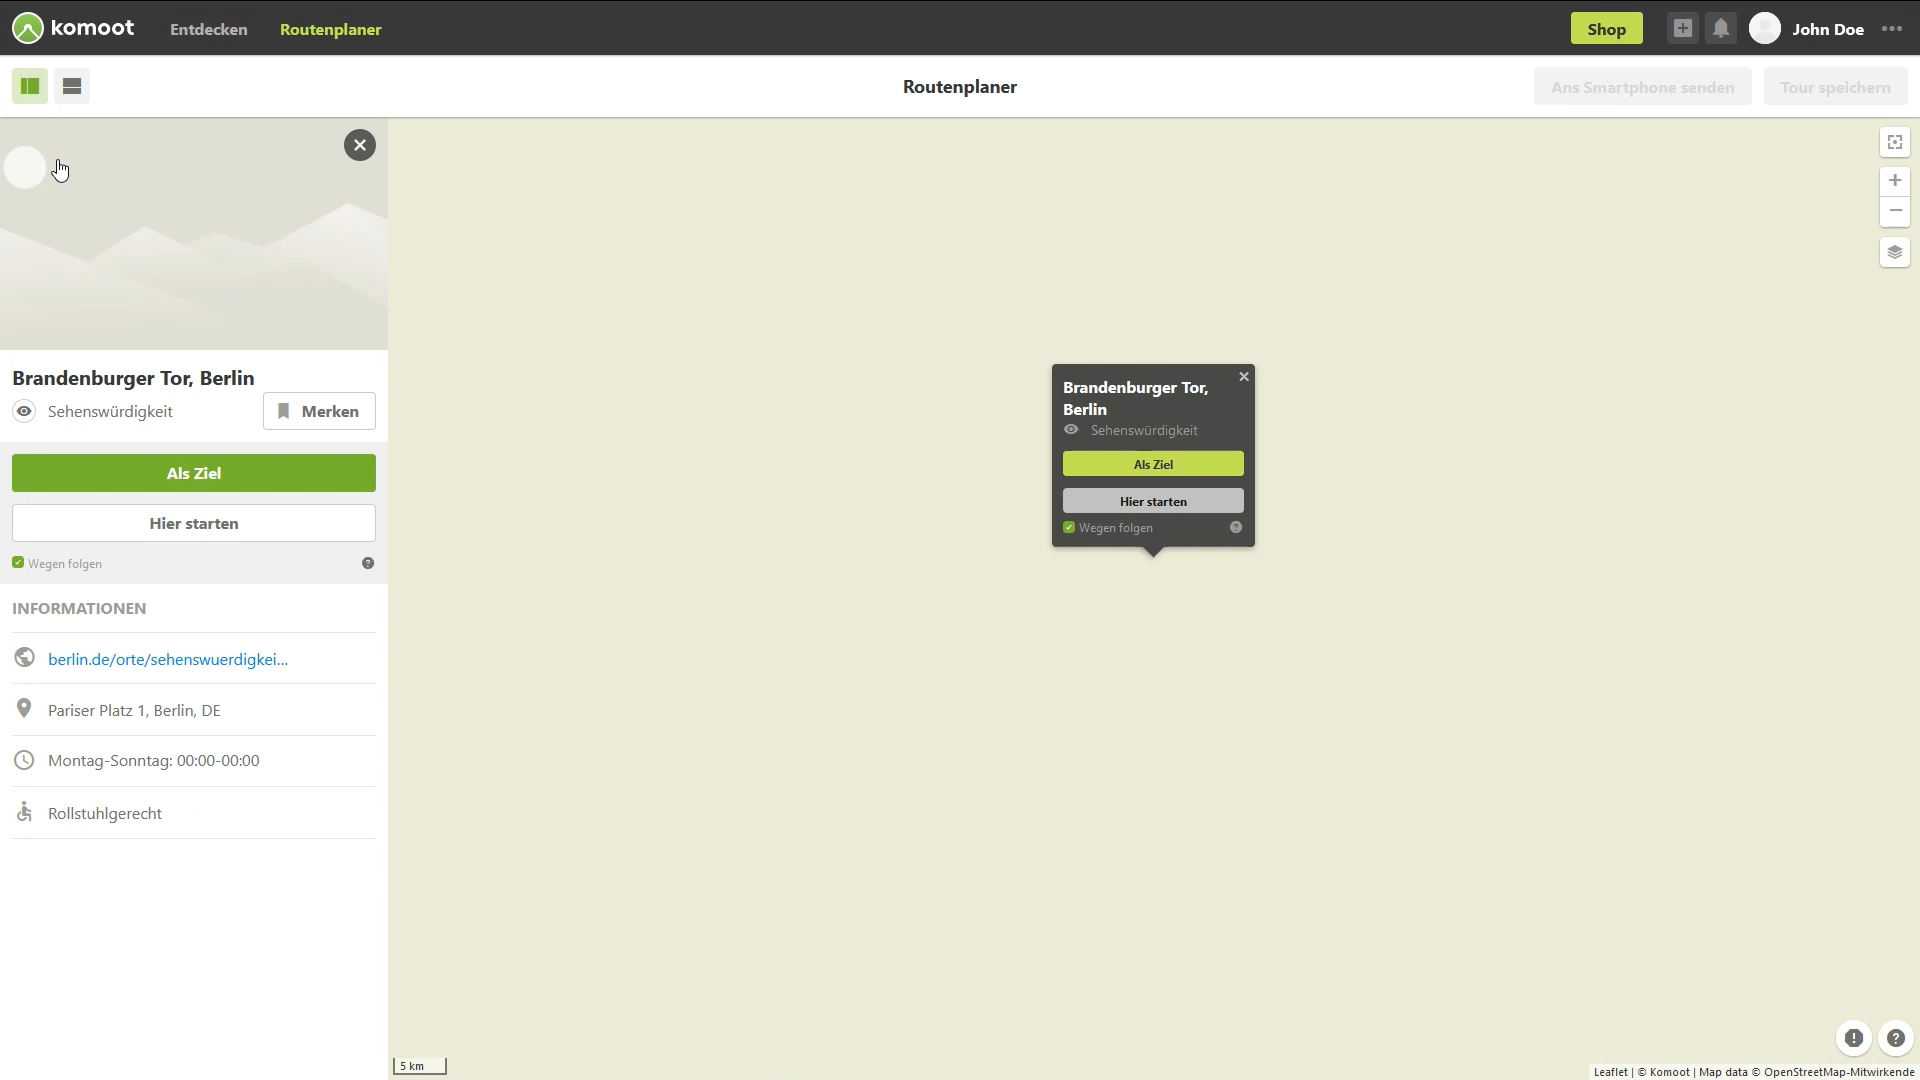 komoot
Entdecken
Routenplaner
Shop
John Doe
Routenplaner
Ans Smartphone senden
Tour speichern
Brandenburger Tor, Berlin
Sehenswürdigkeit
Merken
Als Ziel
Hier starten
Wegen folgen
INFORMATIONEN
berlin.de/orte/sehenswuerdigkei...
Pariser Platz 1, Berlin, DE
Montag-Sonntag: 00:00-00:00
Rollstuhlgerecht
Brandenburger Tor,
Berlin
Sehenswürdigkeit
Als Ziel
Hier starten
Wegen folgen
5 km
Leaflet | © Komoot | Map data © OpenStreetMap-Mitwirkende